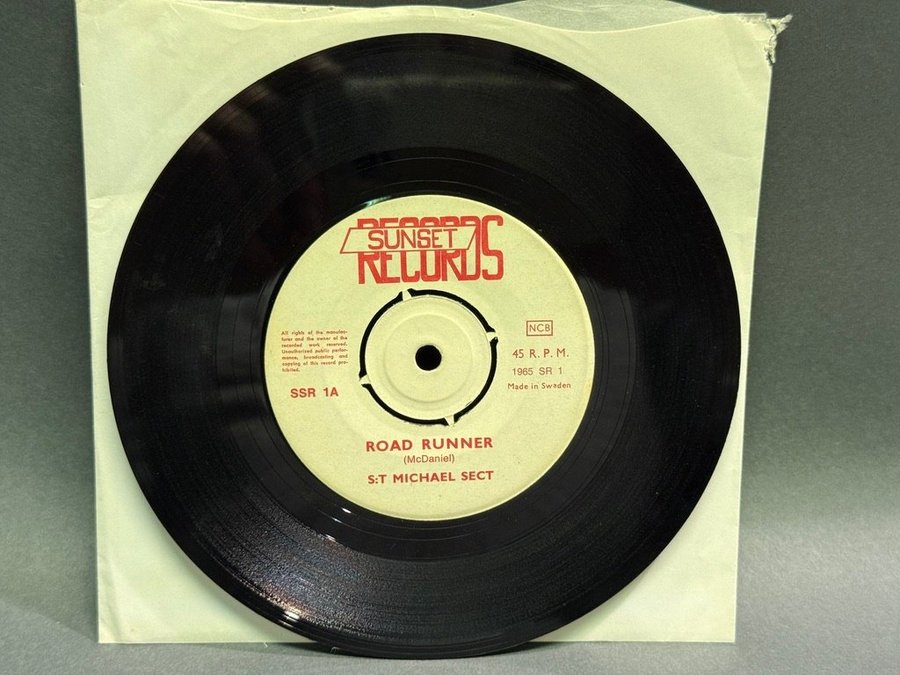 RECORDS
SUNSET
All rights of the manufac-
turer and the owner of the
recorded work reserved.
Unauthorized public perfor-
mance, broadcasting and
copying of this record pro-
hibited.
SSR 1A
NCB
45 R. P. M.
1965 SR 1
Made in Sweden
ROAD RUNNER
(McDaniel)
S:T MICHAEL SECT